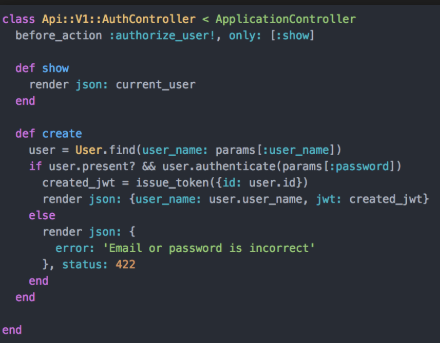 class Api::V1::AuthController < ApplicationController
before_action :authorize_user!, only: [:show]
def show
render json: current_user
end
def create
user = User.find(user_name: params[:user_name])
if user.present? && user.authenticate(params[:password])
created_jwt = issue_token({id: user.id})
render json: {user_name: user.user_name, jwt: created_jwt}
else
render json: {
error: 'Email or password is incorrect'
}, status: 422
end
end
end